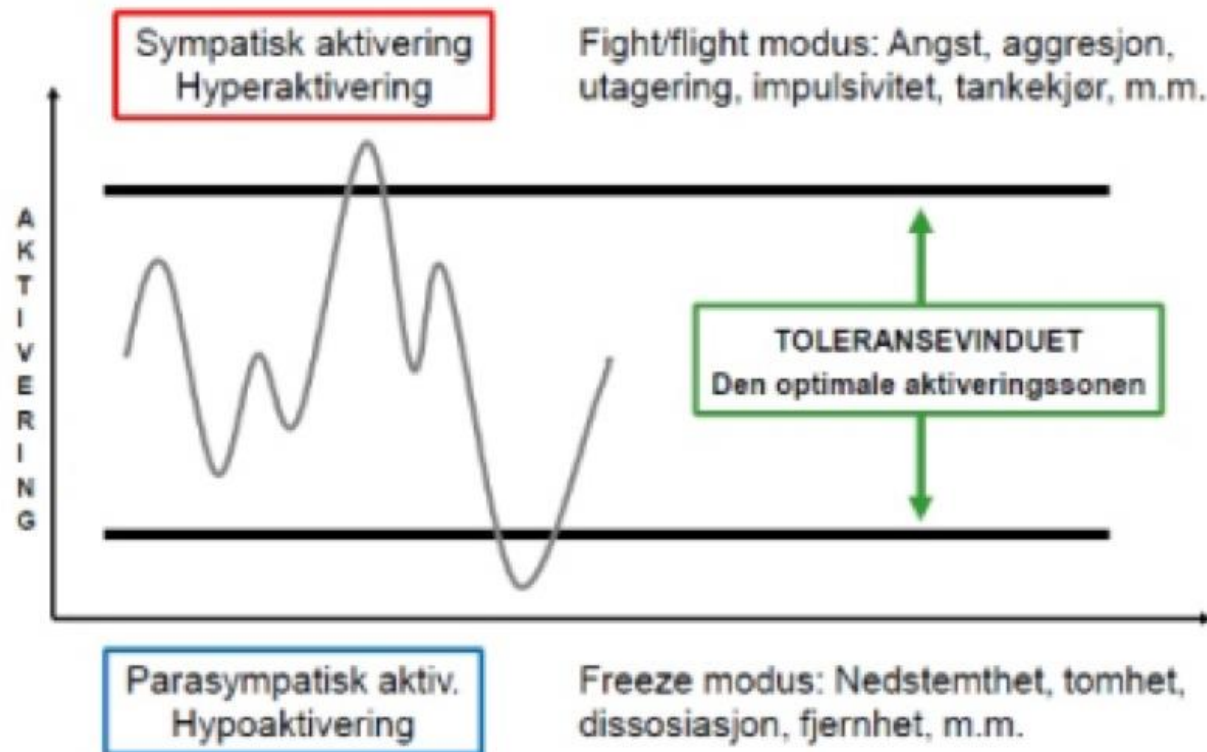 Sympatisk aktivering
Hyperaktivering
Fight/flight modus: Angst, aggresjon,
utagering, impulsivitet, tankekjør, m.m.
AKTIVERING
TOLERANSEVINDUET
Den optimale aktiveringssonen
Parasympatisk aktiv.
Hypoaktivering
Freeze modus: Nedstemthet, tomhet,
dissosiasjon, fjernhet, m.m.